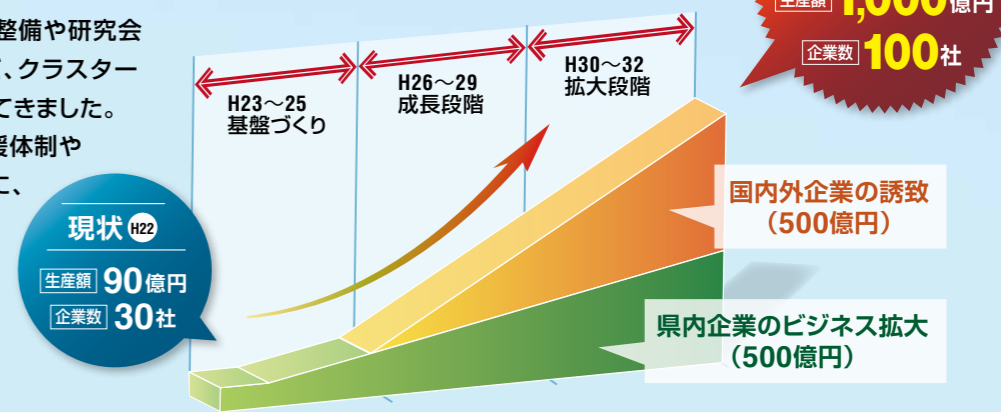 整備や研究会
、クラスター
てきました。
援体制や
に、
現状 H22
生産額 90億円
企業数 30社
H23〜25
基盤づくり
H26〜29
成長段階
H30〜32
拡大段階
生産額 1,000億円
企業数 100社
国内外企業の誘致
（500億円）
県内企業のビジネス拡大
（500億円）